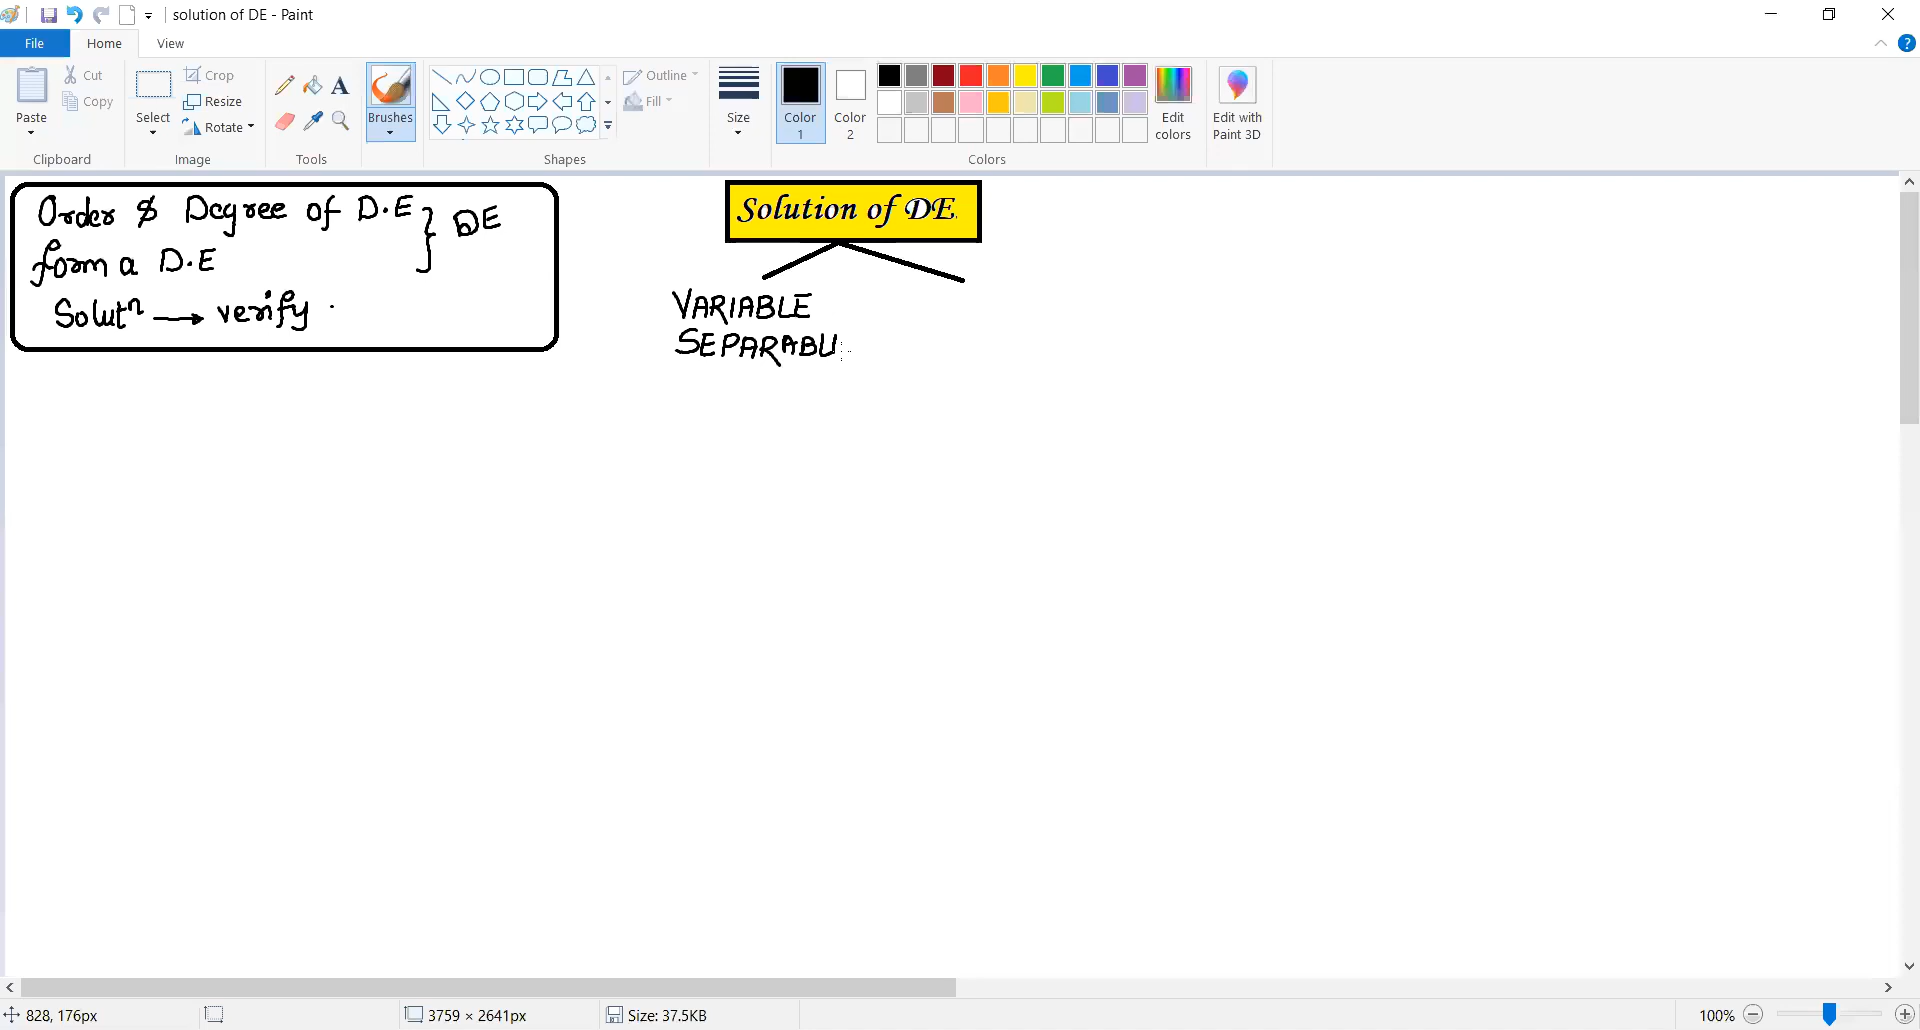 solution of DE - Paint
File Home View
Paste
Cut
Copy
Clipboard
Select
Crop
Resize
Rotate
Image
Tools
Brushes
Shapes
Outline
Fill
Size
Color 1
Color 2
Colors
Edit colors
Edit with Paint 3D
Order & Degree of D.E } DE
form a D.E
Solutⁿ → verify
Solution of DE
VARIABLE
SEPARABL
828, 176px
3759 × 2641px
Size: 37.5KB
100%